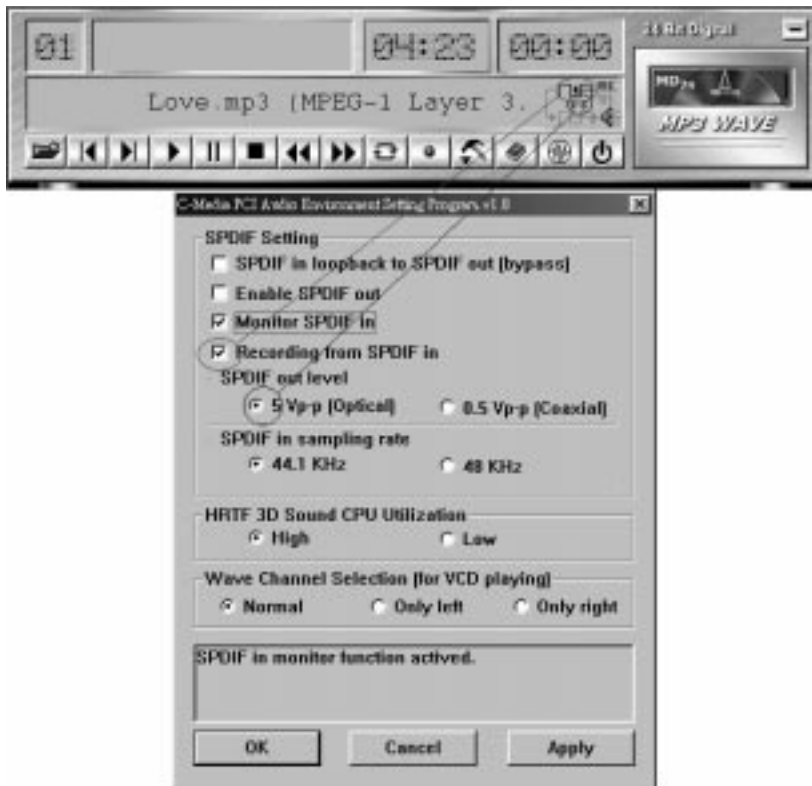 01
04:23
00:00
Love.mp3 (MPEG-1 Layer 3.
MP3 WAVE
C-Media PCI Audio Environment Setting Program v1.0
SPDIF Setting
SPDIF in loopback to SPDIF out (bypass)
Enable SPDIF out
Monitor SPDIF in
Recording from SPDIF in
SPDIF out level
5 Vp-p (Optical)
0.5 Vp-p (Coaxial)
SPDIF in sampling rate
44.1 KHz
48 KHz
HRTF 3D Sound CPU Utilization
High
Low
Wave Channel Selection (for VCD playing)
Normal
Only left
Only right
SPDIF in monitor function actived.
OK
Cancel
Apply